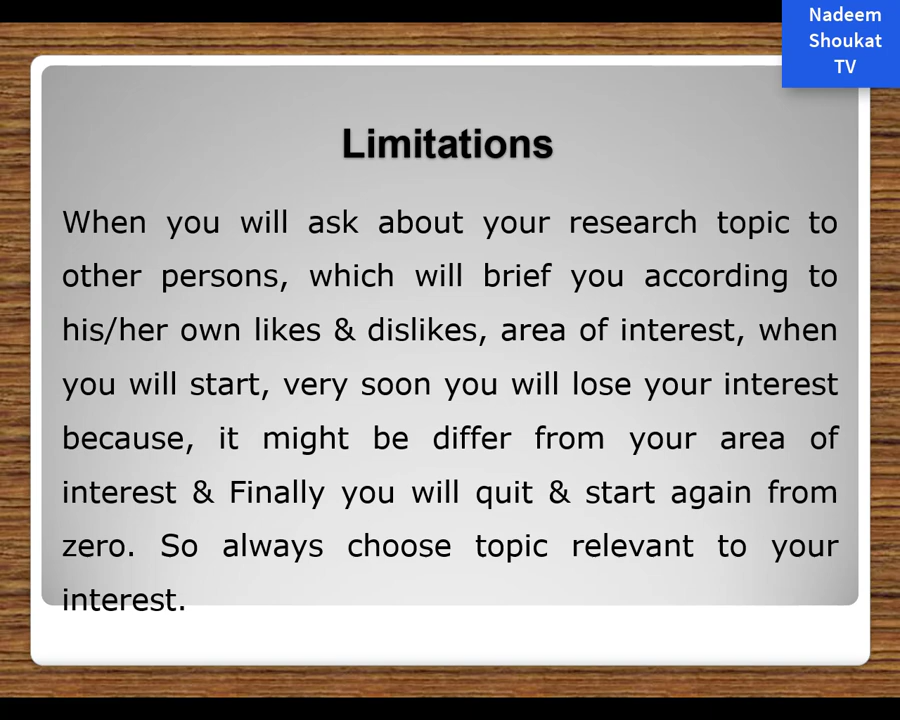 Nadeem
Shoukat
TV
Limitations
When you will ask about your research topic to
other persons, which will brief you according to
his/her own likes & dislikes, area of interest, when
you will start, very soon you will lose your interest
because, it might be differ from your area of
interest & Finally you will quit & start again from
zero. So always choose topic relevant to your
interest.